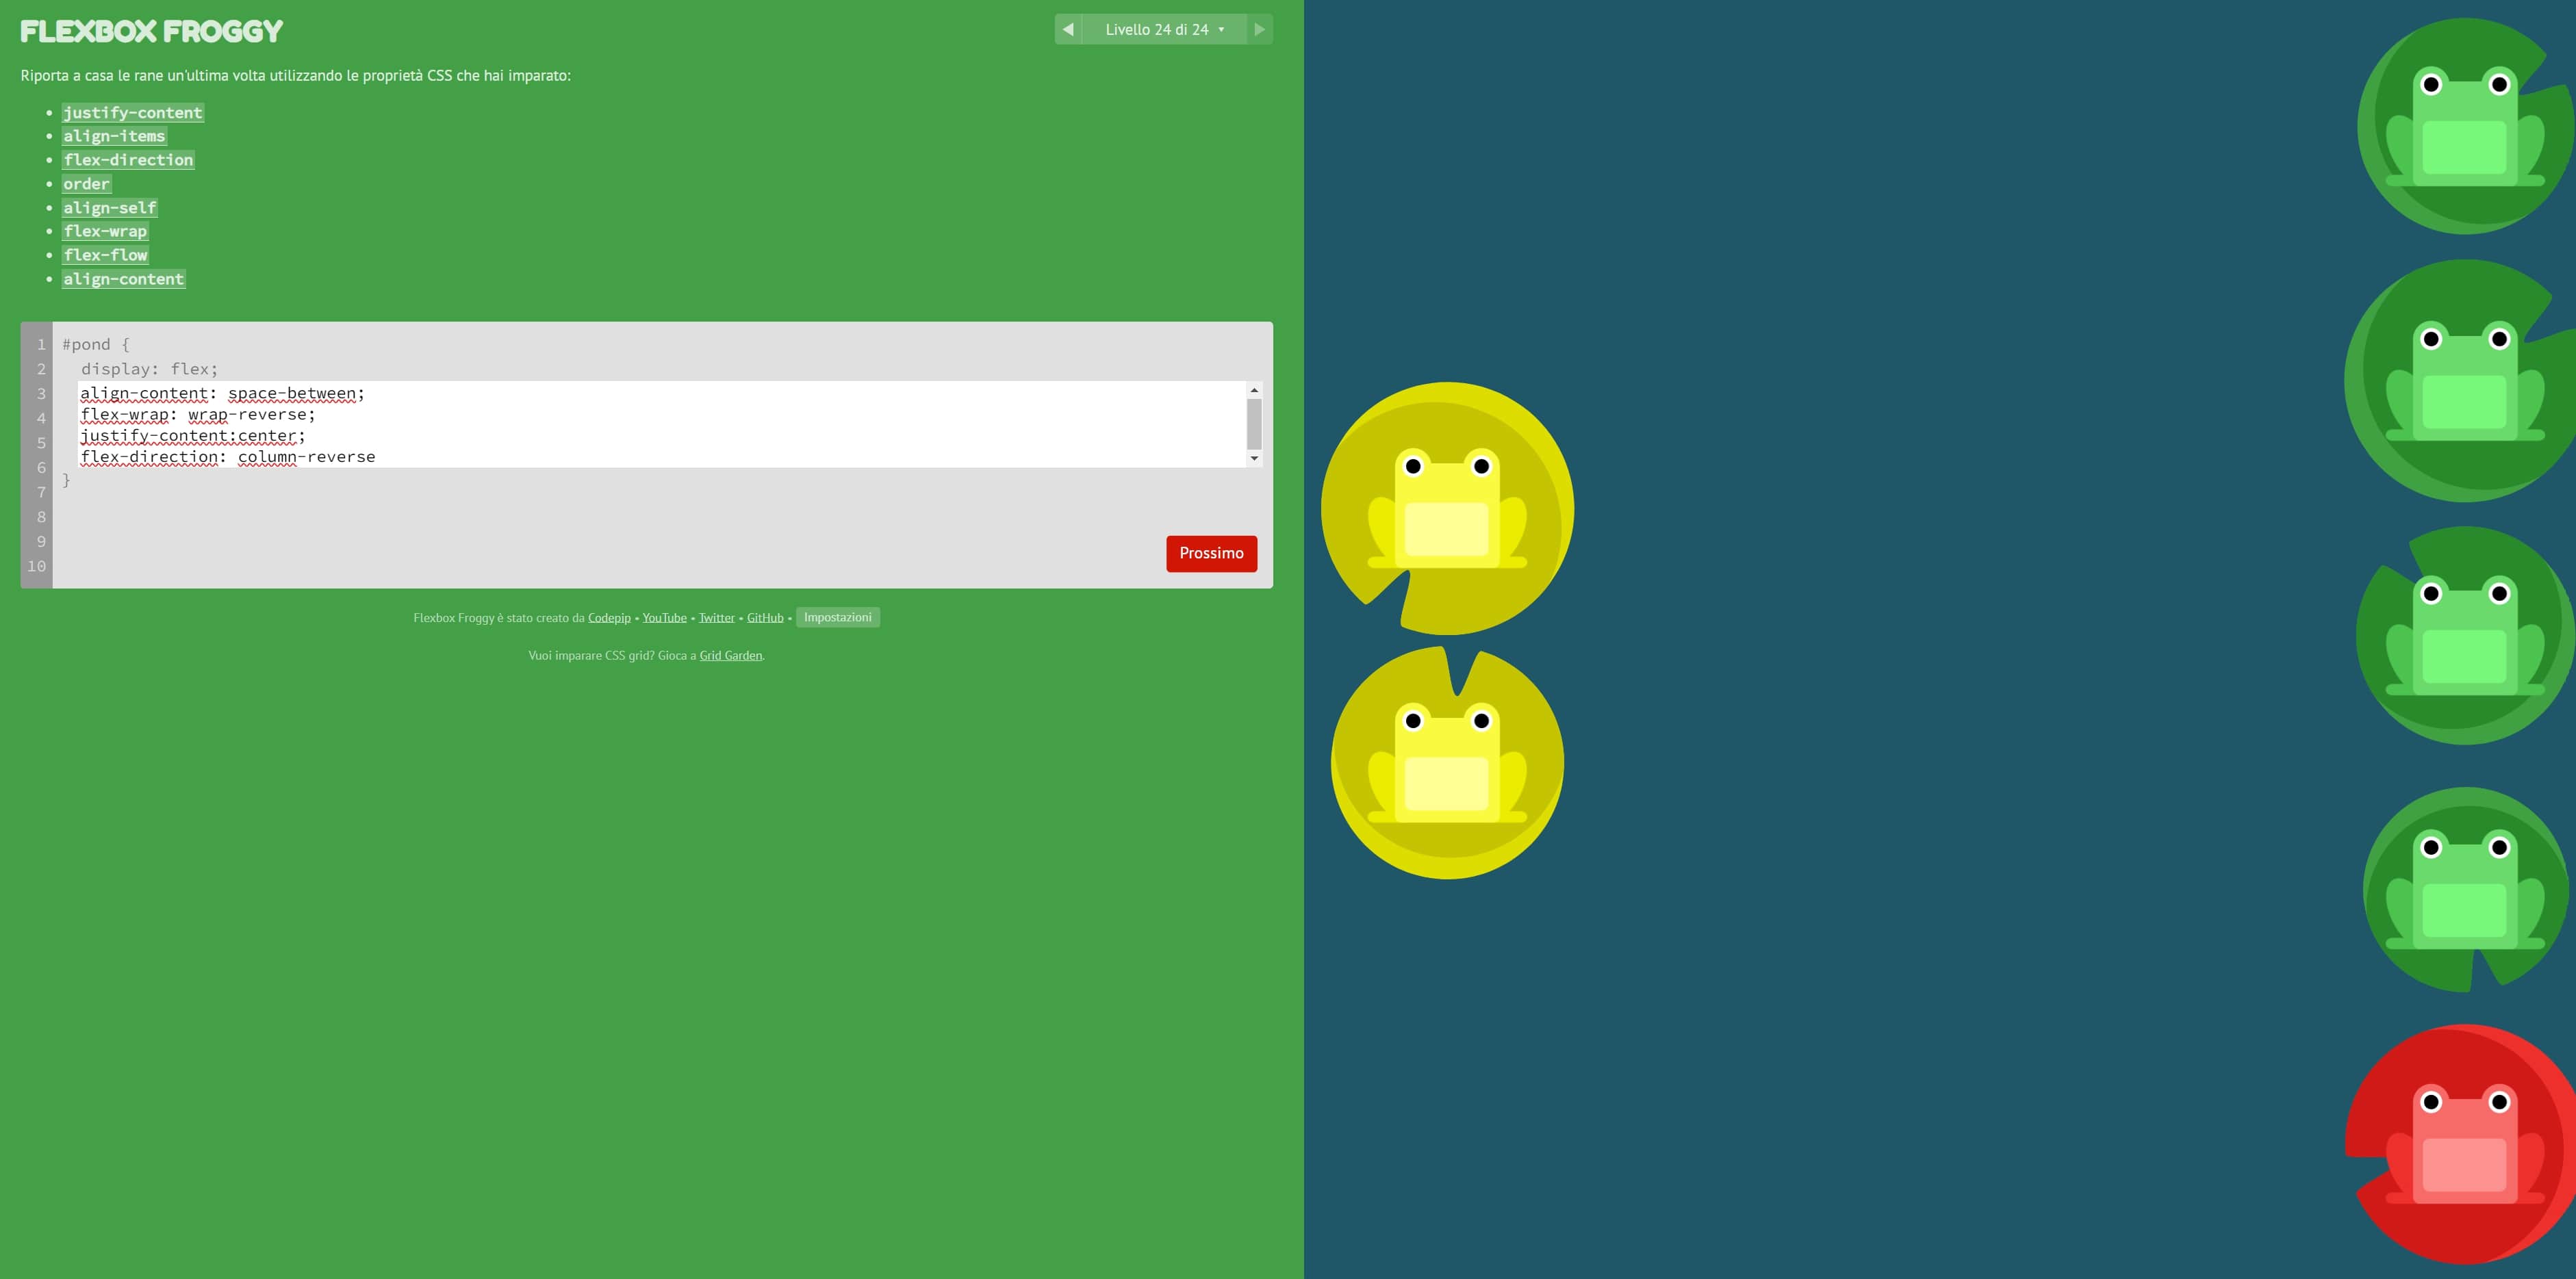 FLEXBOX FROGGY
Livello 24 di 24
Riporta a casa le rane un'ultima volta utilizzando le proprietà CSS che hai imparato:
justify-content
align-items
flex-direction
order
align-self
flex-wrap
flex-flow
align-content
1 #pond {
2 display: flex;
3 align-content: space-between;
4 flex-wrap: wrap-reverse;
5 justify-content:center;
6 flex-direction: column-reverse
7 }
8
9
10
Prossimo
Flexbox Froggy è stato creato da Codepip • YouTube • Twitter • GitHub • Impostazioni
Vuoi imparare CSS grid? Gioca a Grid Garden.